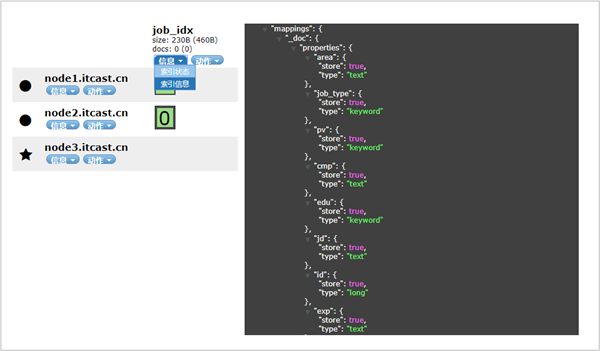 job_idx
size: 230B (460B)
docs: 0 (0)
信息 动作
索引状态
索引信息
node1.itcast.cn
信息 动作
node2.itcast.cn
信息 动作
0
node3.itcast.cn
信息 动作
"mappings": {
"_doc": {
"properties": {
"area": {
"store": true,
"type": "text"
},
"job_type": {
"store": true,
"type": "keyword"
},
"pv": {
"store": true,
"type": "keyword"
},
"cmp": {
"store": true,
"type": "text"
},
"edu": {
"store": true,
"type": "keyword"
},
"jd": {
"store": true,
"type": "text"
},
"id": {
"store": true,
"type": "long"
},
"exp": {
"store": true,
"type": "text"